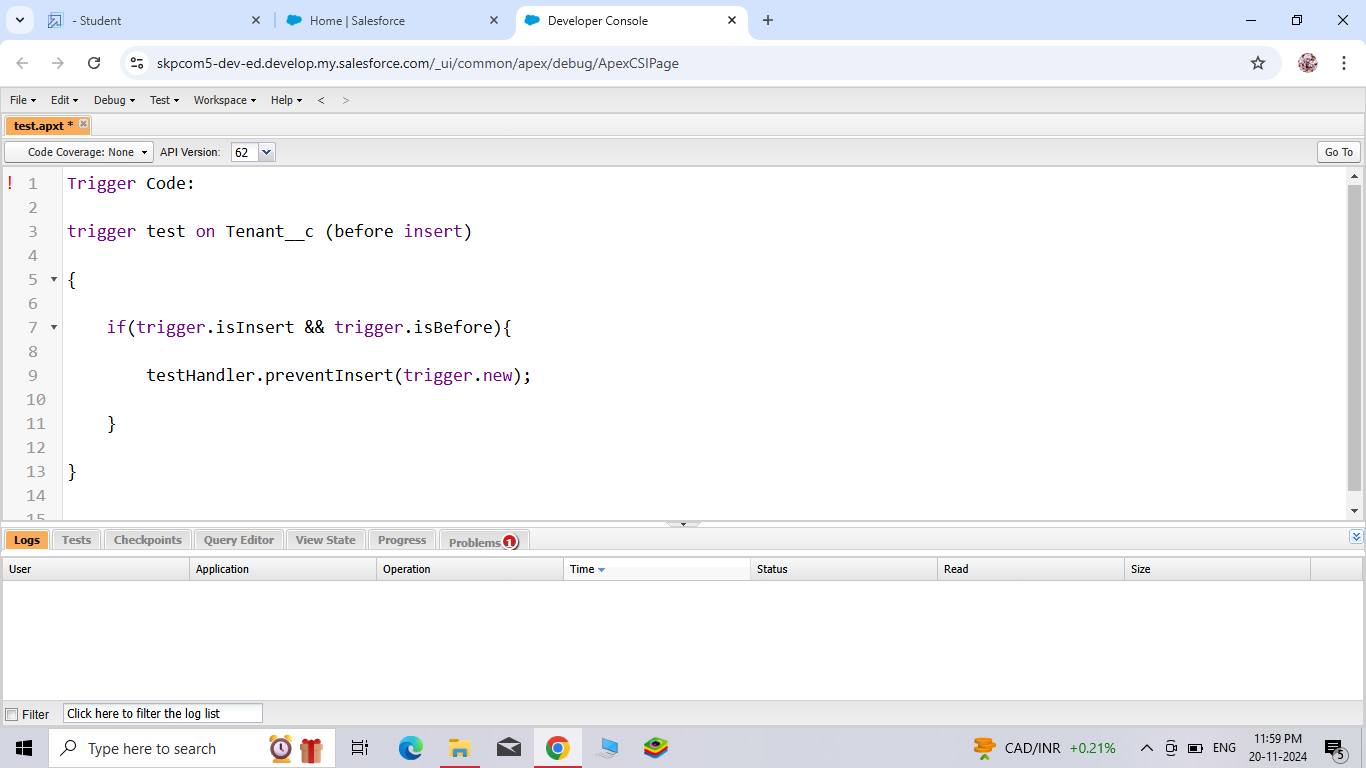 - Student
Home | Salesforce
Developer Console
skpcom5-dev-ed.develop.my.salesforce.com/_ui/common/apex/debug/ApexCSIPage
File Edit Debug Test Workspace Help < >
test.apxt *
Code Coverage: None API Version: 62 Go To
! 1 Trigger Code:
2
3 trigger test on Tenant__c (before insert)
4
5 {
6
7 if(trigger.isInsert && trigger.isBefore){
8
9 testHandler.preventInsert(trigger.new);
10
11 }
12
13 }
14
15
Logs Tests Checkpoints Query Editor View State Progress Problems 1
User Application Operation Time Status Read Size
Filter Click here to filter the log list
Type here to search
CAD/INR +0.21%
ENG
11:59 PM
20-11-2024
5